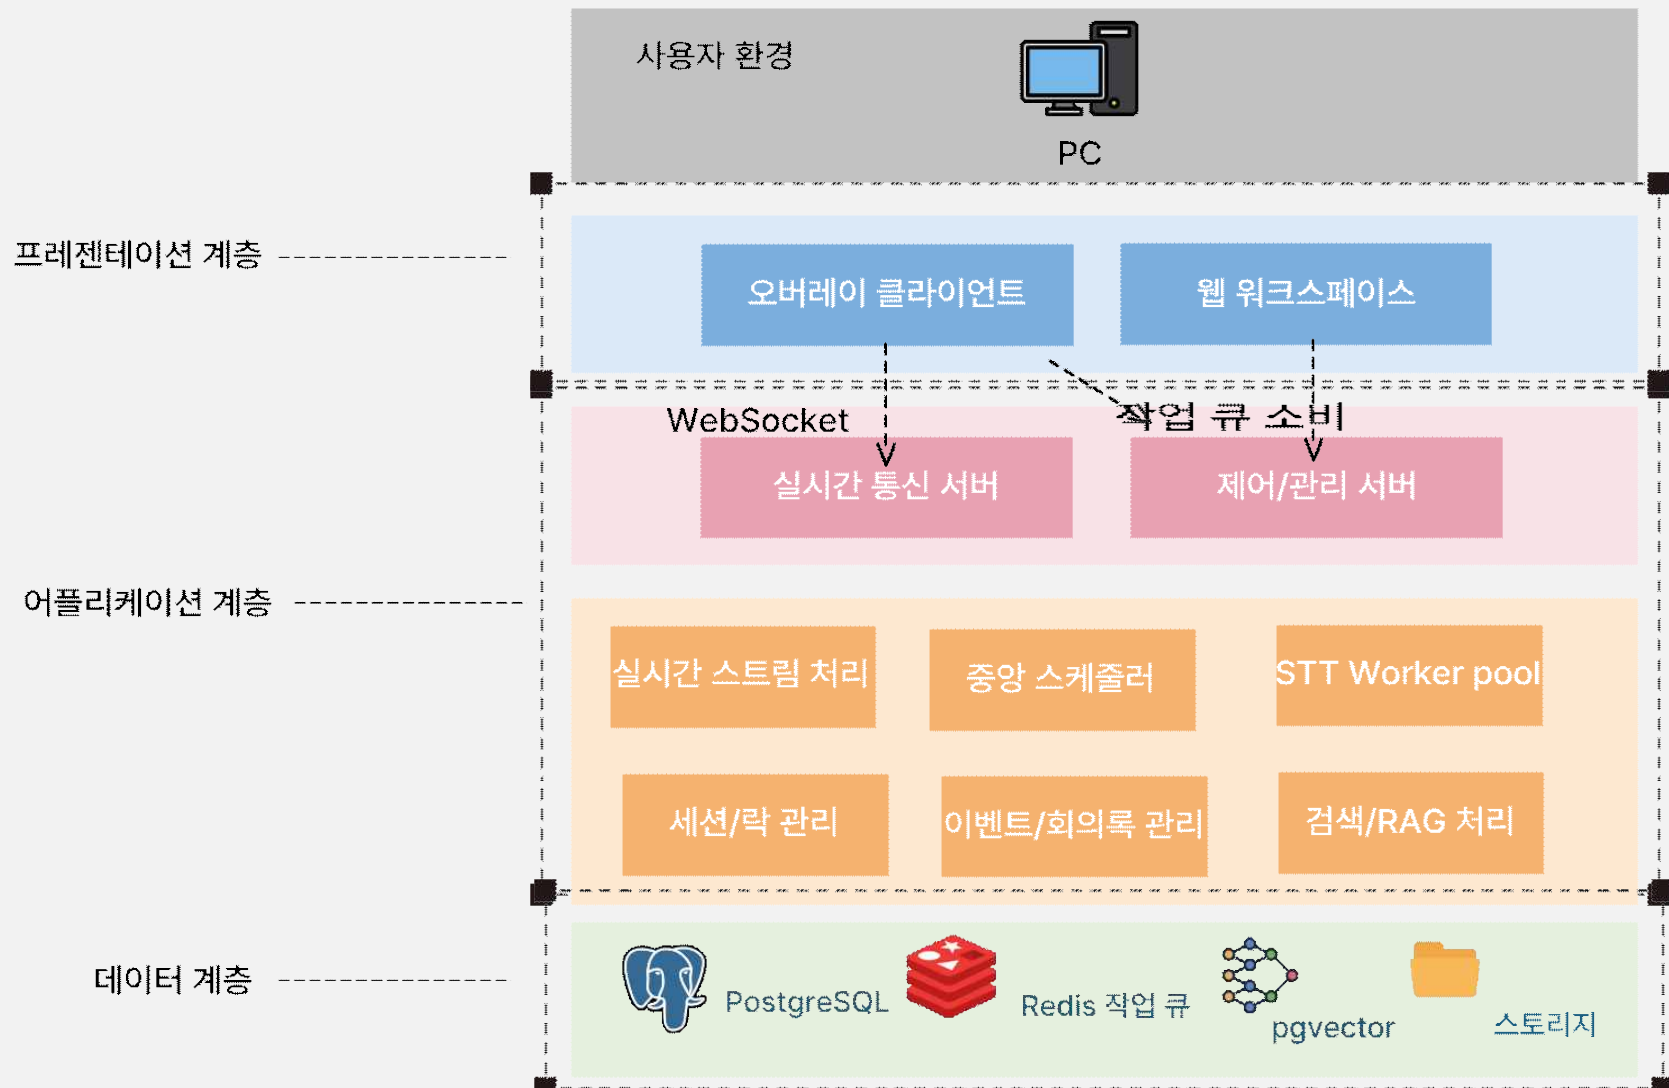 사용자 환경
PC
프레젠테이션 계층
오버레이 클라이언트
웹 워크스페이스
WebSocket
작업 큐 소비
실시간 통신 서버
제어/관리 서버
어플리케이션 계층
실시간 스트림 처리
중앙 스케줄러
STT Worker pool
세션/락 관리
이벤트/회의록 관리
검색/RAG 처리
데이터 계층
PostgreSQL
Redis 작업 큐
pgvector
스토리지